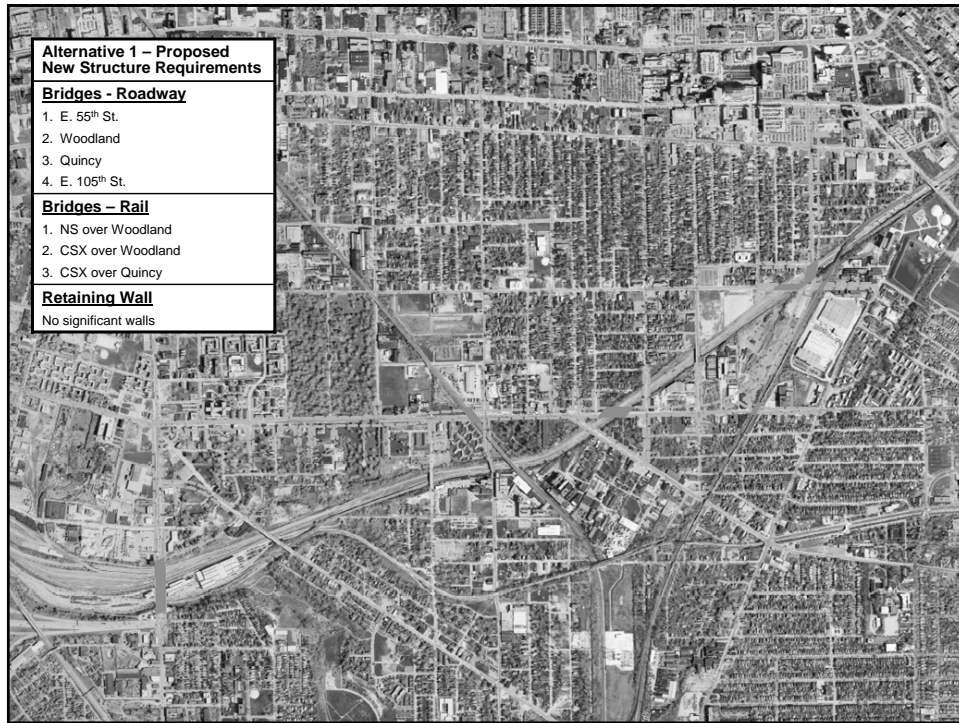 Alternative 1 – Proposed
New Structure Requirements
Bridges - Roadway
1. E. 55th St.
2. Woodland
3. Quincy
4. E. 105th St.
Bridges – Rail
1. NS over Woodland
2. CSX over Woodland
3. CSX over Quincy
Retaining Wall
No significant walls